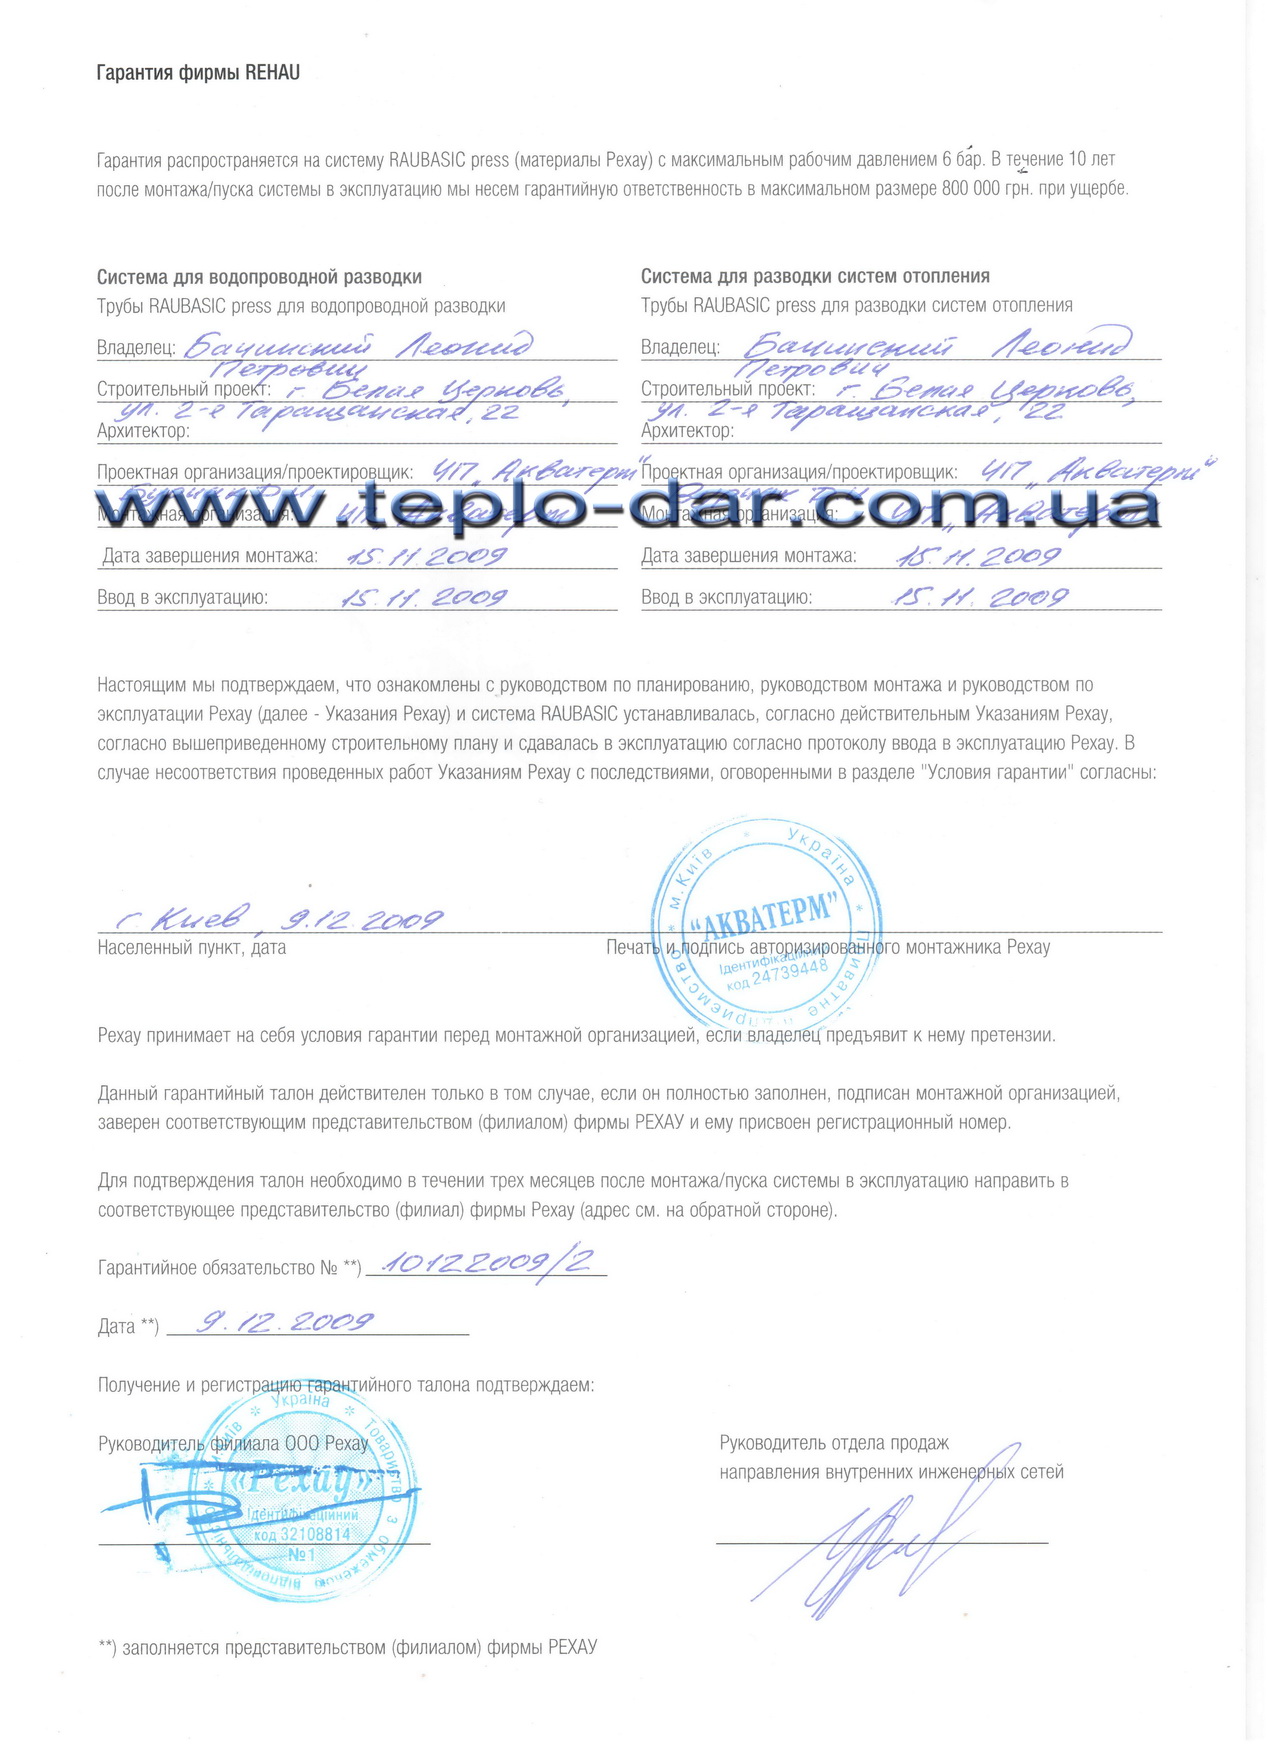 Гарантия фирмы REHAU
Гарантия распространяется на систему RAUBASIC press (материалы Рехау) с максимальным рабочим давлением 6 бар. В течение 10 лет
после монтажа/пуска системы в эксплуатацию мы несем гарантийную ответственность в максимальном размере 800 000 грн. при ущербе.
Система для водопроводной разводки
Трубы RAUBASIC press для водопроводной разводки
Владелец: Бачинский Леонид
Петрович
Строительный проект: г. Белая Церковь,
ул. 2-я Таращанская, 22
Архитектор:
Проектная организация/проектировщик: ЧП „Акватерм"
Монтажная организация: ЧП „Акватерм"
Дата завершения монтажа: 15.11.2009
Ввод в эксплуатацию: 15.11.2009
Система для разводки систем отопления
Трубы RAUBASIC press для разводки систем отопления
Владелец: Бачинский Леонид
Петрович
Строительный проект: г. Белая Церковь,
ул. 2-я Таращанская, 22
Архитектор:
Проектная организация/проектировщик: ЧП „Акватерм"
Монтажная организация: ЧП „Акватерм"
Дата завершения монтажа: 15.11.2009
Ввод в эксплуатацию: 15.11.2009
www.teplo-dar.com.ua
Настоящим мы подтверждаем, что ознакомлены с руководством по планированию, руководством монтажа и руководством по
эксплуатации Рехау (далее - Указания Рехау) и система RAUBASIC устанавливалась, согласно действительным Указаниям Рехау,
согласно вышеприведенному строительному плану и сдавалась в эксплуатацию согласно протоколу ввода в эксплуатацию Рехау. В
случае несоответствия проведенных работ Указаниям Рехау с последствиями, оговоренными в разделе "Условия гарантии" согласны:
г. Киев, 9.12.2009
Населенный пункт, дата
Печать и подпись авторизированного монтажника Рехау
м.Київ * Україна * Приватне підприємство *
"АКВАТЕРМ"
Ідентифікаційний
код 24739448
Рехау принимает на себя условия гарантии перед монтажной организацией, если владелец предъявит к нему претензии.
Данный гарантийный талон действителен только в том случае, если он полностью заполнен, подписан монтажной организацией,
заверен соответствующим представительством (филиалом) фирмы РЕХАУ и ему присвоен регистрационный номер.
Для подтверждения талон необходимо в течении трех месяцев после монтажа/пуска системы в эксплуатацию направить в
соответствующее представительство (филиал) фирмы Рехау (адрес см. на обратной стороне).
Гарантийное обязательство № **) 10122009/2
Дата **) 9.12.2009
Получение и регистрацию гарантийного талона подтверждаем:
Руководитель филиала ООО Рехау
м.Київ * Україна * Товариство з обмеженою відповідальністю *
«Рехау»
Ідентифікаційний
код 32108814
№1
Руководитель отдела продаж
направления внутренних инженерных сетей
**) заполняется представительством (филиалом) фирмы РЕХАУ